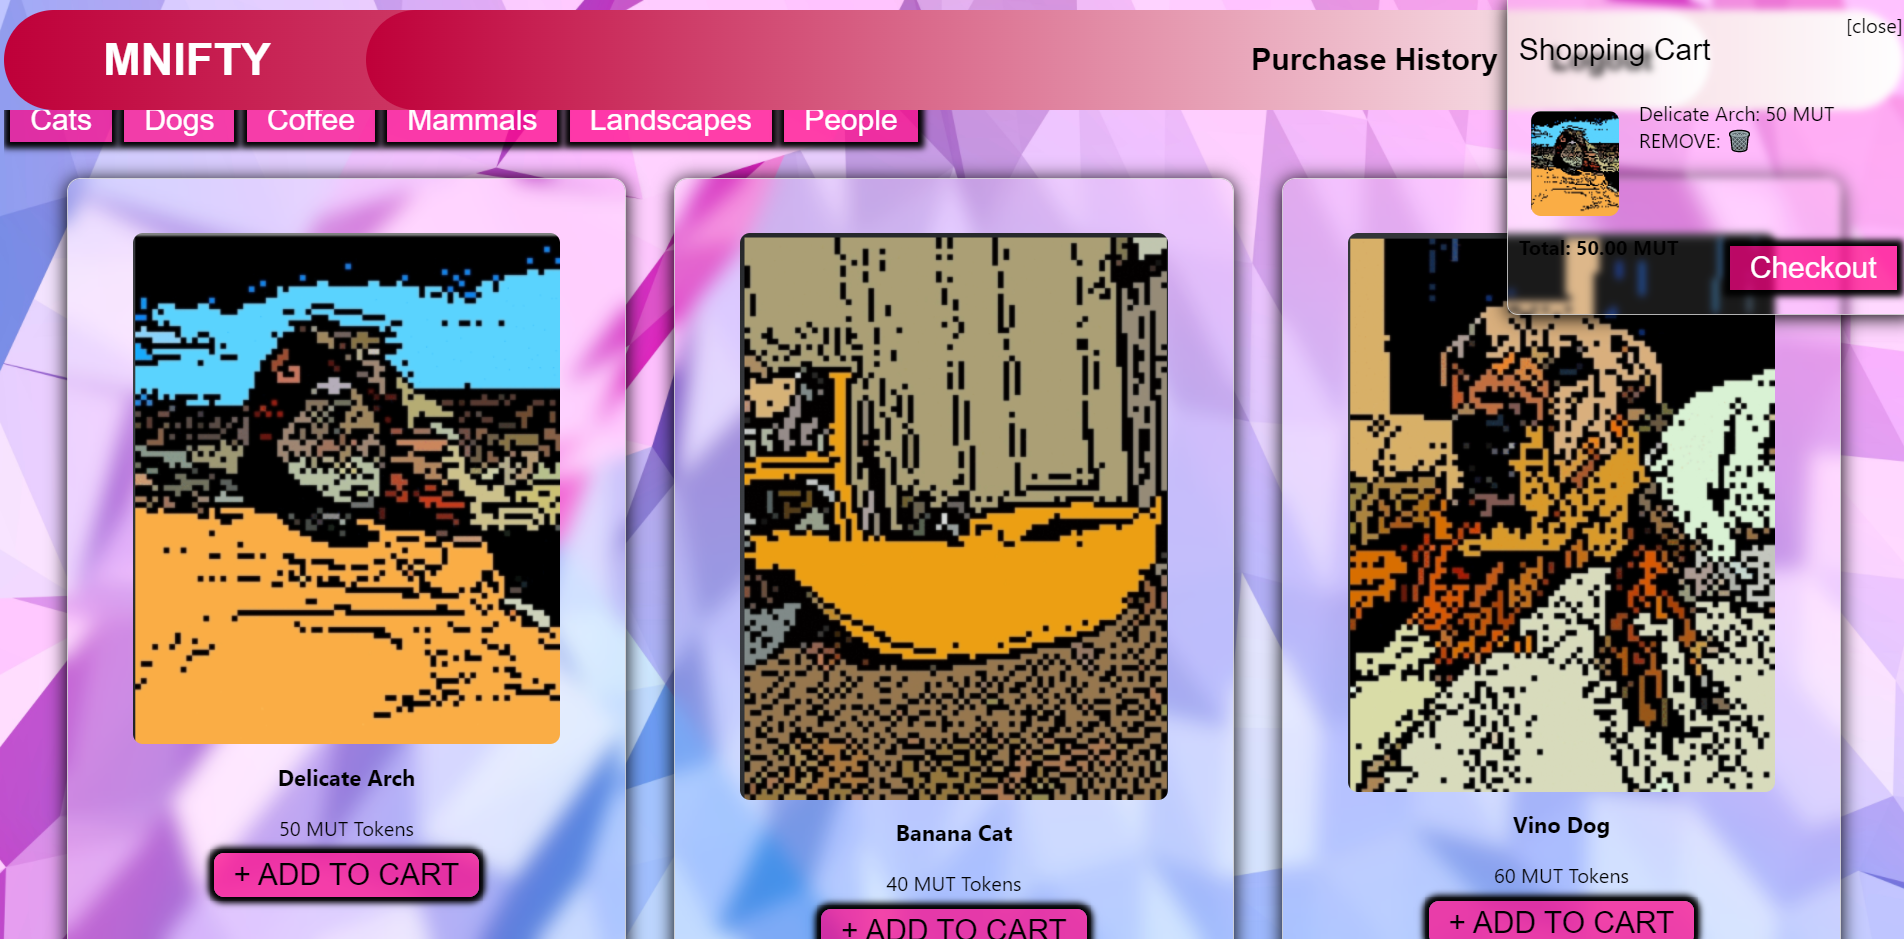 MNIFTY
Purchase History
Logout
[close]
Shopping Cart
Cats
Dogs
Coffee
Mammals
Landscapes
People
Delicate Arch: 50 MUT
REMOVE:
Total: 50.00 MUT
Checkout
Delicate Arch
50 MUT Tokens
+ ADD TO CART
Banana Cat
40 MUT Tokens
+ ADD TO CART
Vino Dog
60 MUT Tokens
+ ADD TO CART